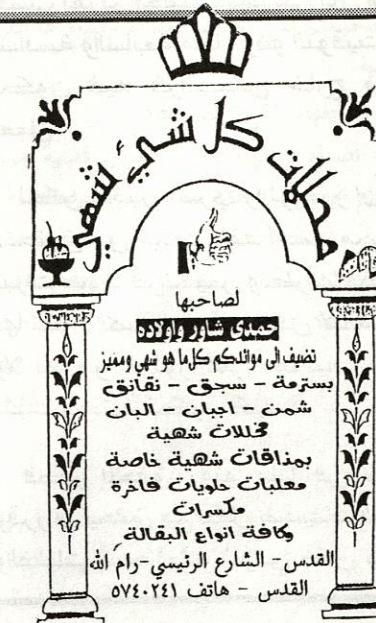 محلات كل شيء شهي
لصاحبها
حمدي شاور واولاده
تضيف الى موائدكم كل ما هو شهي ومميز
بسترمة - سجق - نقانق
شمن - اجبان - البان
مخللات شهية
بمذاقات شهية خاصة
معلبات حلويات فاخرة
مكسرات
وكافة انواع البقالة
القدس - الشارع الرئيسي - رام الله
القدس - هاتف ٥٧٤٠٢٤١